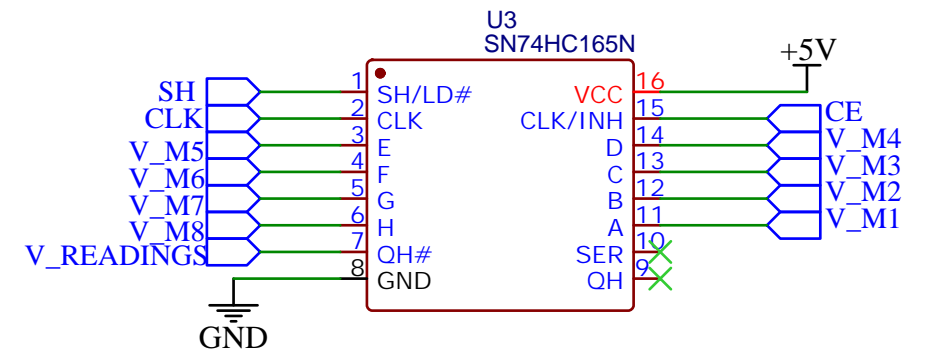 U3
SN74HC165N
+5V
SH 1 SH/LD# VCC 16
CLK 2 CLK CLK/INH 15 CE
V_M5 3 E D 14 V_M4
V_M6 4 F C 13 V_M3
V_M7 5 G B 12 V_M2
V_M8 6 H A 11 V_M1
V_READINGS 7 QH# SER 10
8 GND QH 9
GND